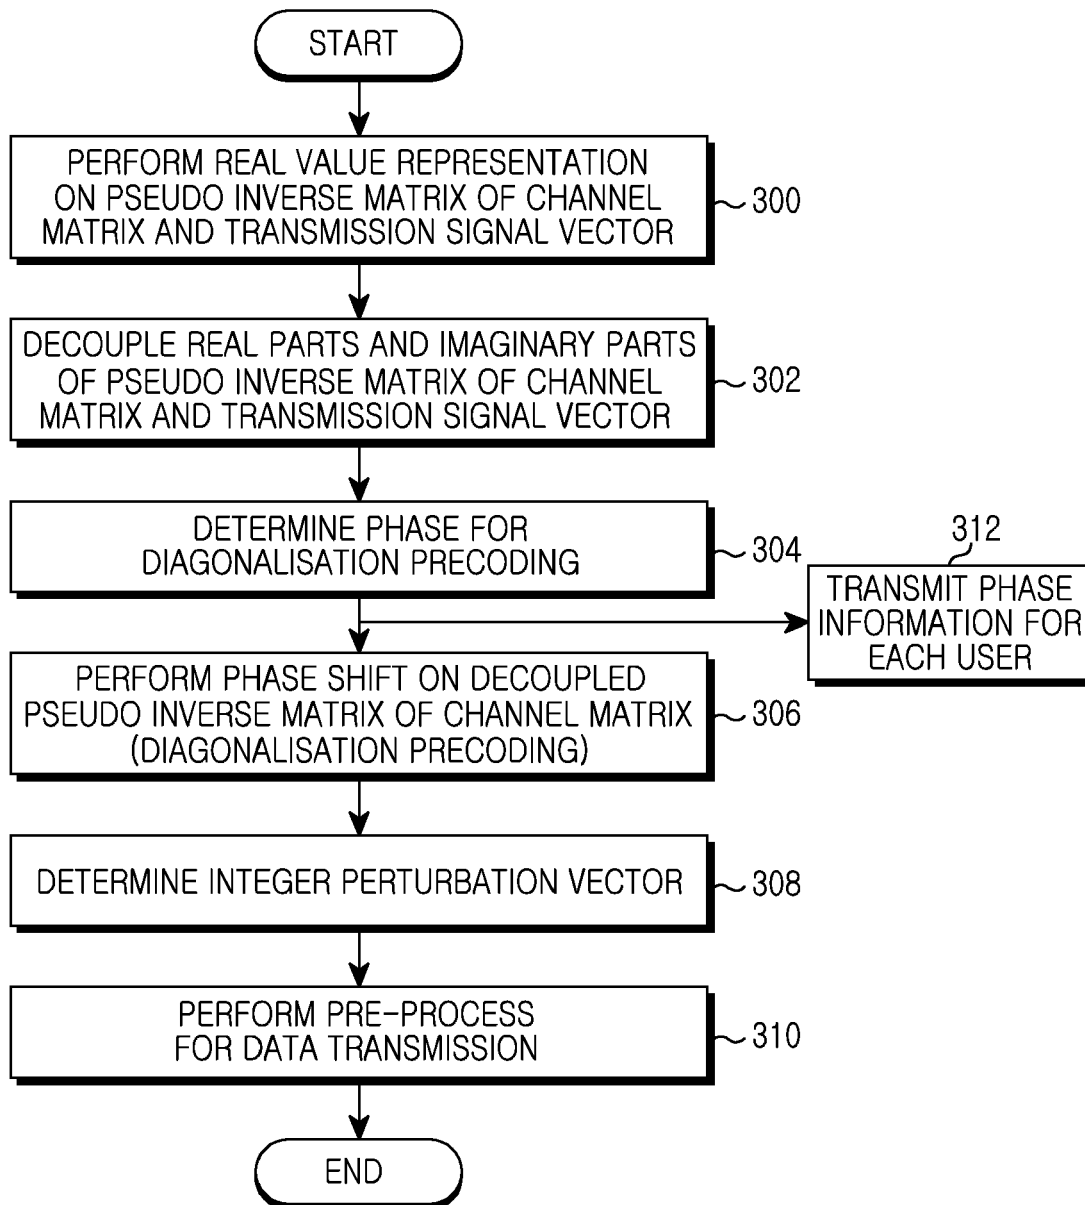 START
PERFORM REAL VALUE REPRESENTATION
ON PSEUDO INVERSE MATRIX OF CHANNEL
MATRIX AND TRANSMISSION SIGNAL VECTOR
300
DECOUPLE REAL PARTS AND IMAGINARY PARTS
OF PSEUDO INVERSE MATRIX OF CHANNEL
MATRIX AND TRANSMISSION SIGNAL VECTOR
302
DETERMINE PHASE FOR
DIAGONALISATION PRECODING
304
312
TRANSMIT PHASE
INFORMATION FOR
EACH USER
PERFORM PHASE SHIFT ON DECOUPLED
PSEUDO INVERSE MATRIX OF CHANNEL MATRIX
(DIAGONALISATION PRECODING)
306
DETERMINE INTEGER PERTURBATION VECTOR
308
PERFORM PRE-PROCESS
FOR DATA TRANSMISSION
310
END